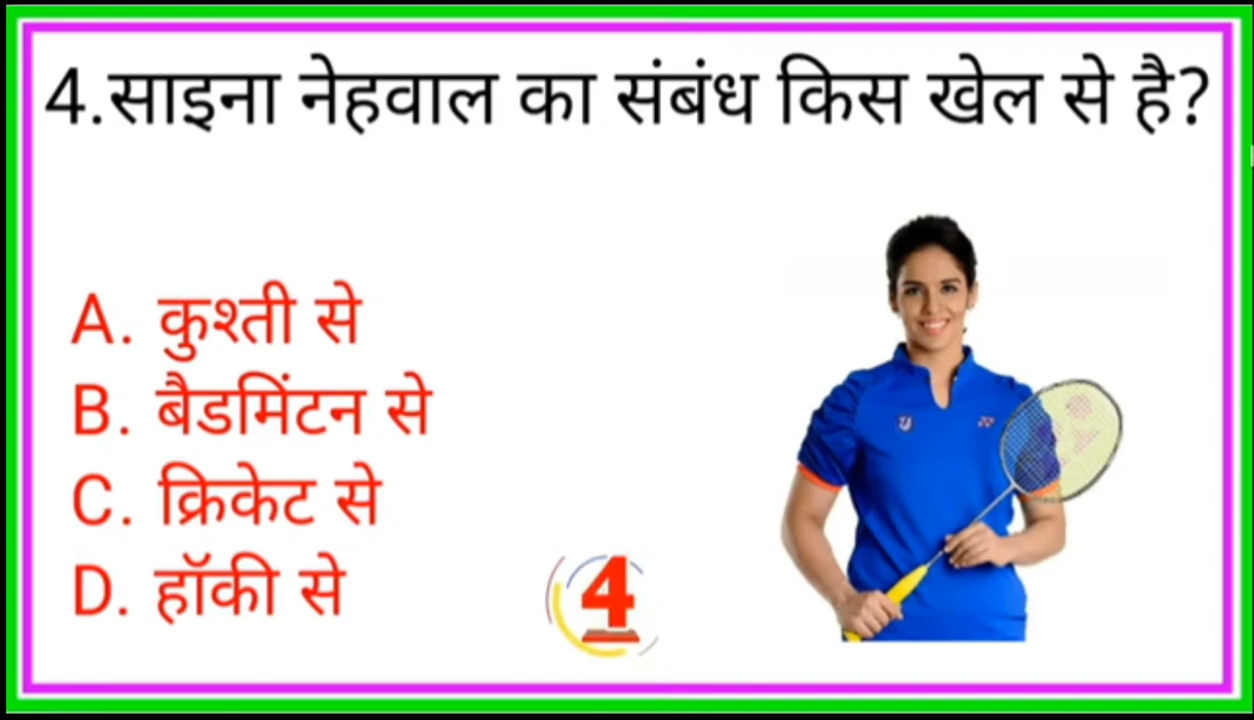 4.साइना नेहवाल का संबंध किस खेल से है?
A. कुश्ती से
B. बैडमिंटन से
C. क्रिकेट से
D. हॉकी से
4